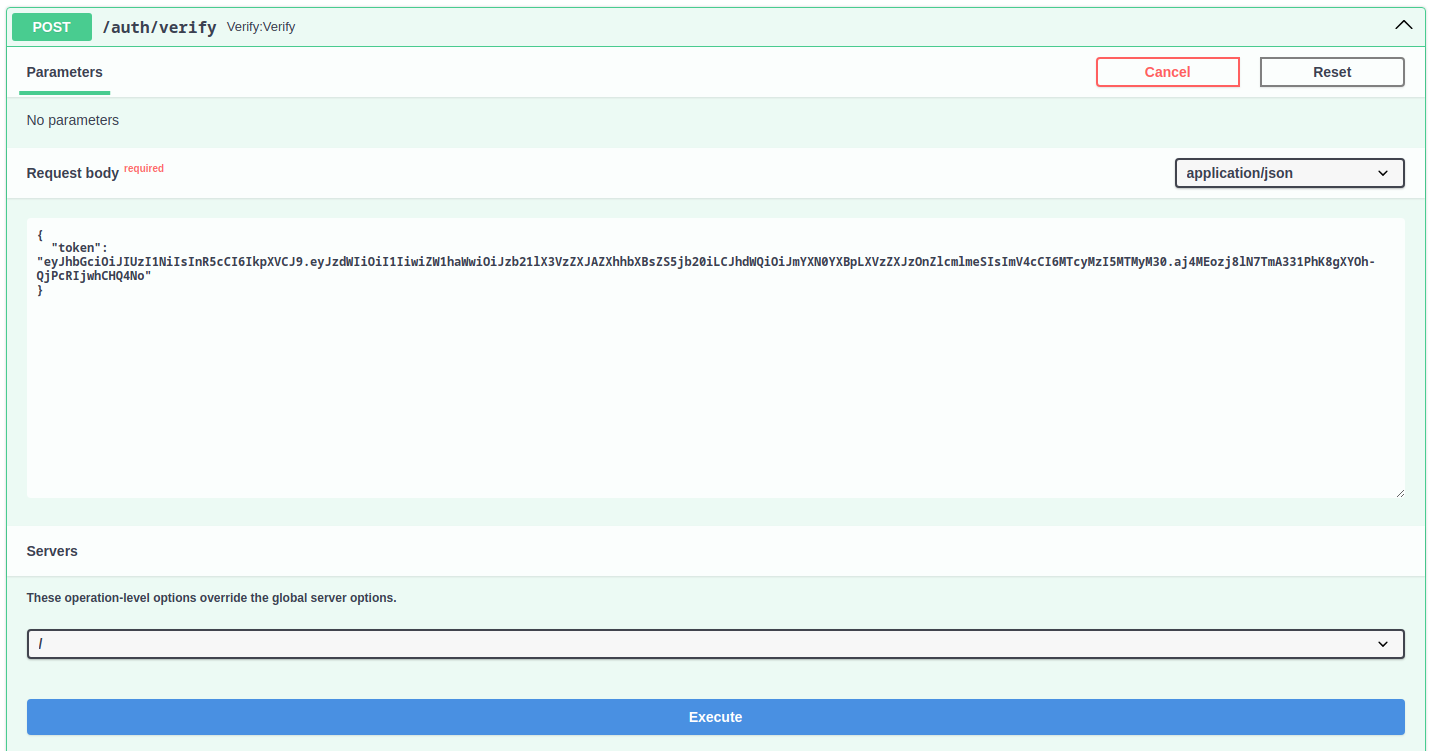 POST /auth/verify Verify:Verify
Parameters
Cancel
Reset
No parameters
Request body required
application/json
{
"token":
"eyJhbGciOiJIUzI1NiIsInR5cCI6IkpXVCJ9.eyJzdWIiOiI1IiwiZW1haWwiOiJzb21lX3VzZXJAZXhhbXBsZS5jb20iLCJhdWQiOiJmYXN0YXBpLXVzZXJzOnZlcmlmeSIsImV4cCI6MTcyMzI5MTMyM30.aj4MEozj8lN7TmA331PhK8gXYOh-
QjPcRIjwhCHQ4No"
}
Servers
These operation-level options override the global server options.
/
Execute